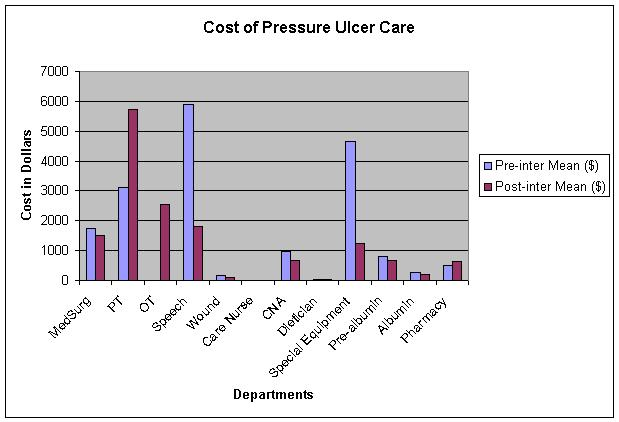 Cost of Pressure Ulcer Care
Cost in Dollars
7000
6000
5000
4000
3000
2000
1000
0
MedSurg
PT
OT
Speech
Wound
Care Nurse
CNA
Dietician
Special Equipment
Pre-albumin
Albumin
Pharmacy
Departments
Pre-inter Mean ($)
Post-inter Mean ($)